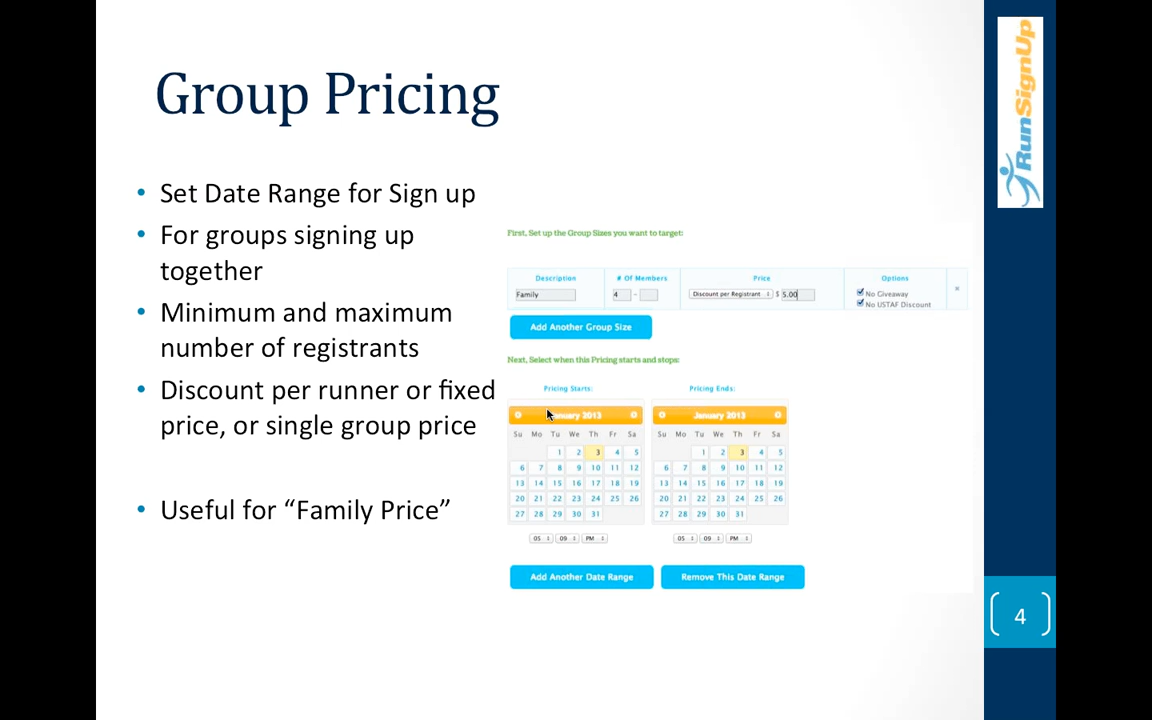 Group Pricing
RunSignUp
• Set Date Range for Sign up
• For groups signing up
together
• Minimum and maximum
number of registrants
• Discount per runner or fixed
price, or single group price
• Useful for “Family Price”
First, Set up the Group Sizes you want to target:
Description # Of Members Price Options
Family 4 - Discount per Registrant $ 5.00 No Giveaway
No USTAF Discount
Add Another Group Size
Next, Select when this Pricing starts and stops:
Pricing Starts: Pricing Ends:
January 2013 January 2013
Su Mo Tu We Th Fr Sa Su Mo Tu We Th Fr Sa
1 2 3 4 5 1 2 3 4 5
6 7 8 9 10 11 12 6 7 8 9 10 11 12
13 14 15 16 17 18 19 13 14 15 16 17 18 19
20 21 22 23 24 25 26 20 21 22 23 24 25 26
27 28 29 30 31 27 28 29 30 31
05 09 PM 05 09 PM
Add Another Date Range Remove This Date Range
4